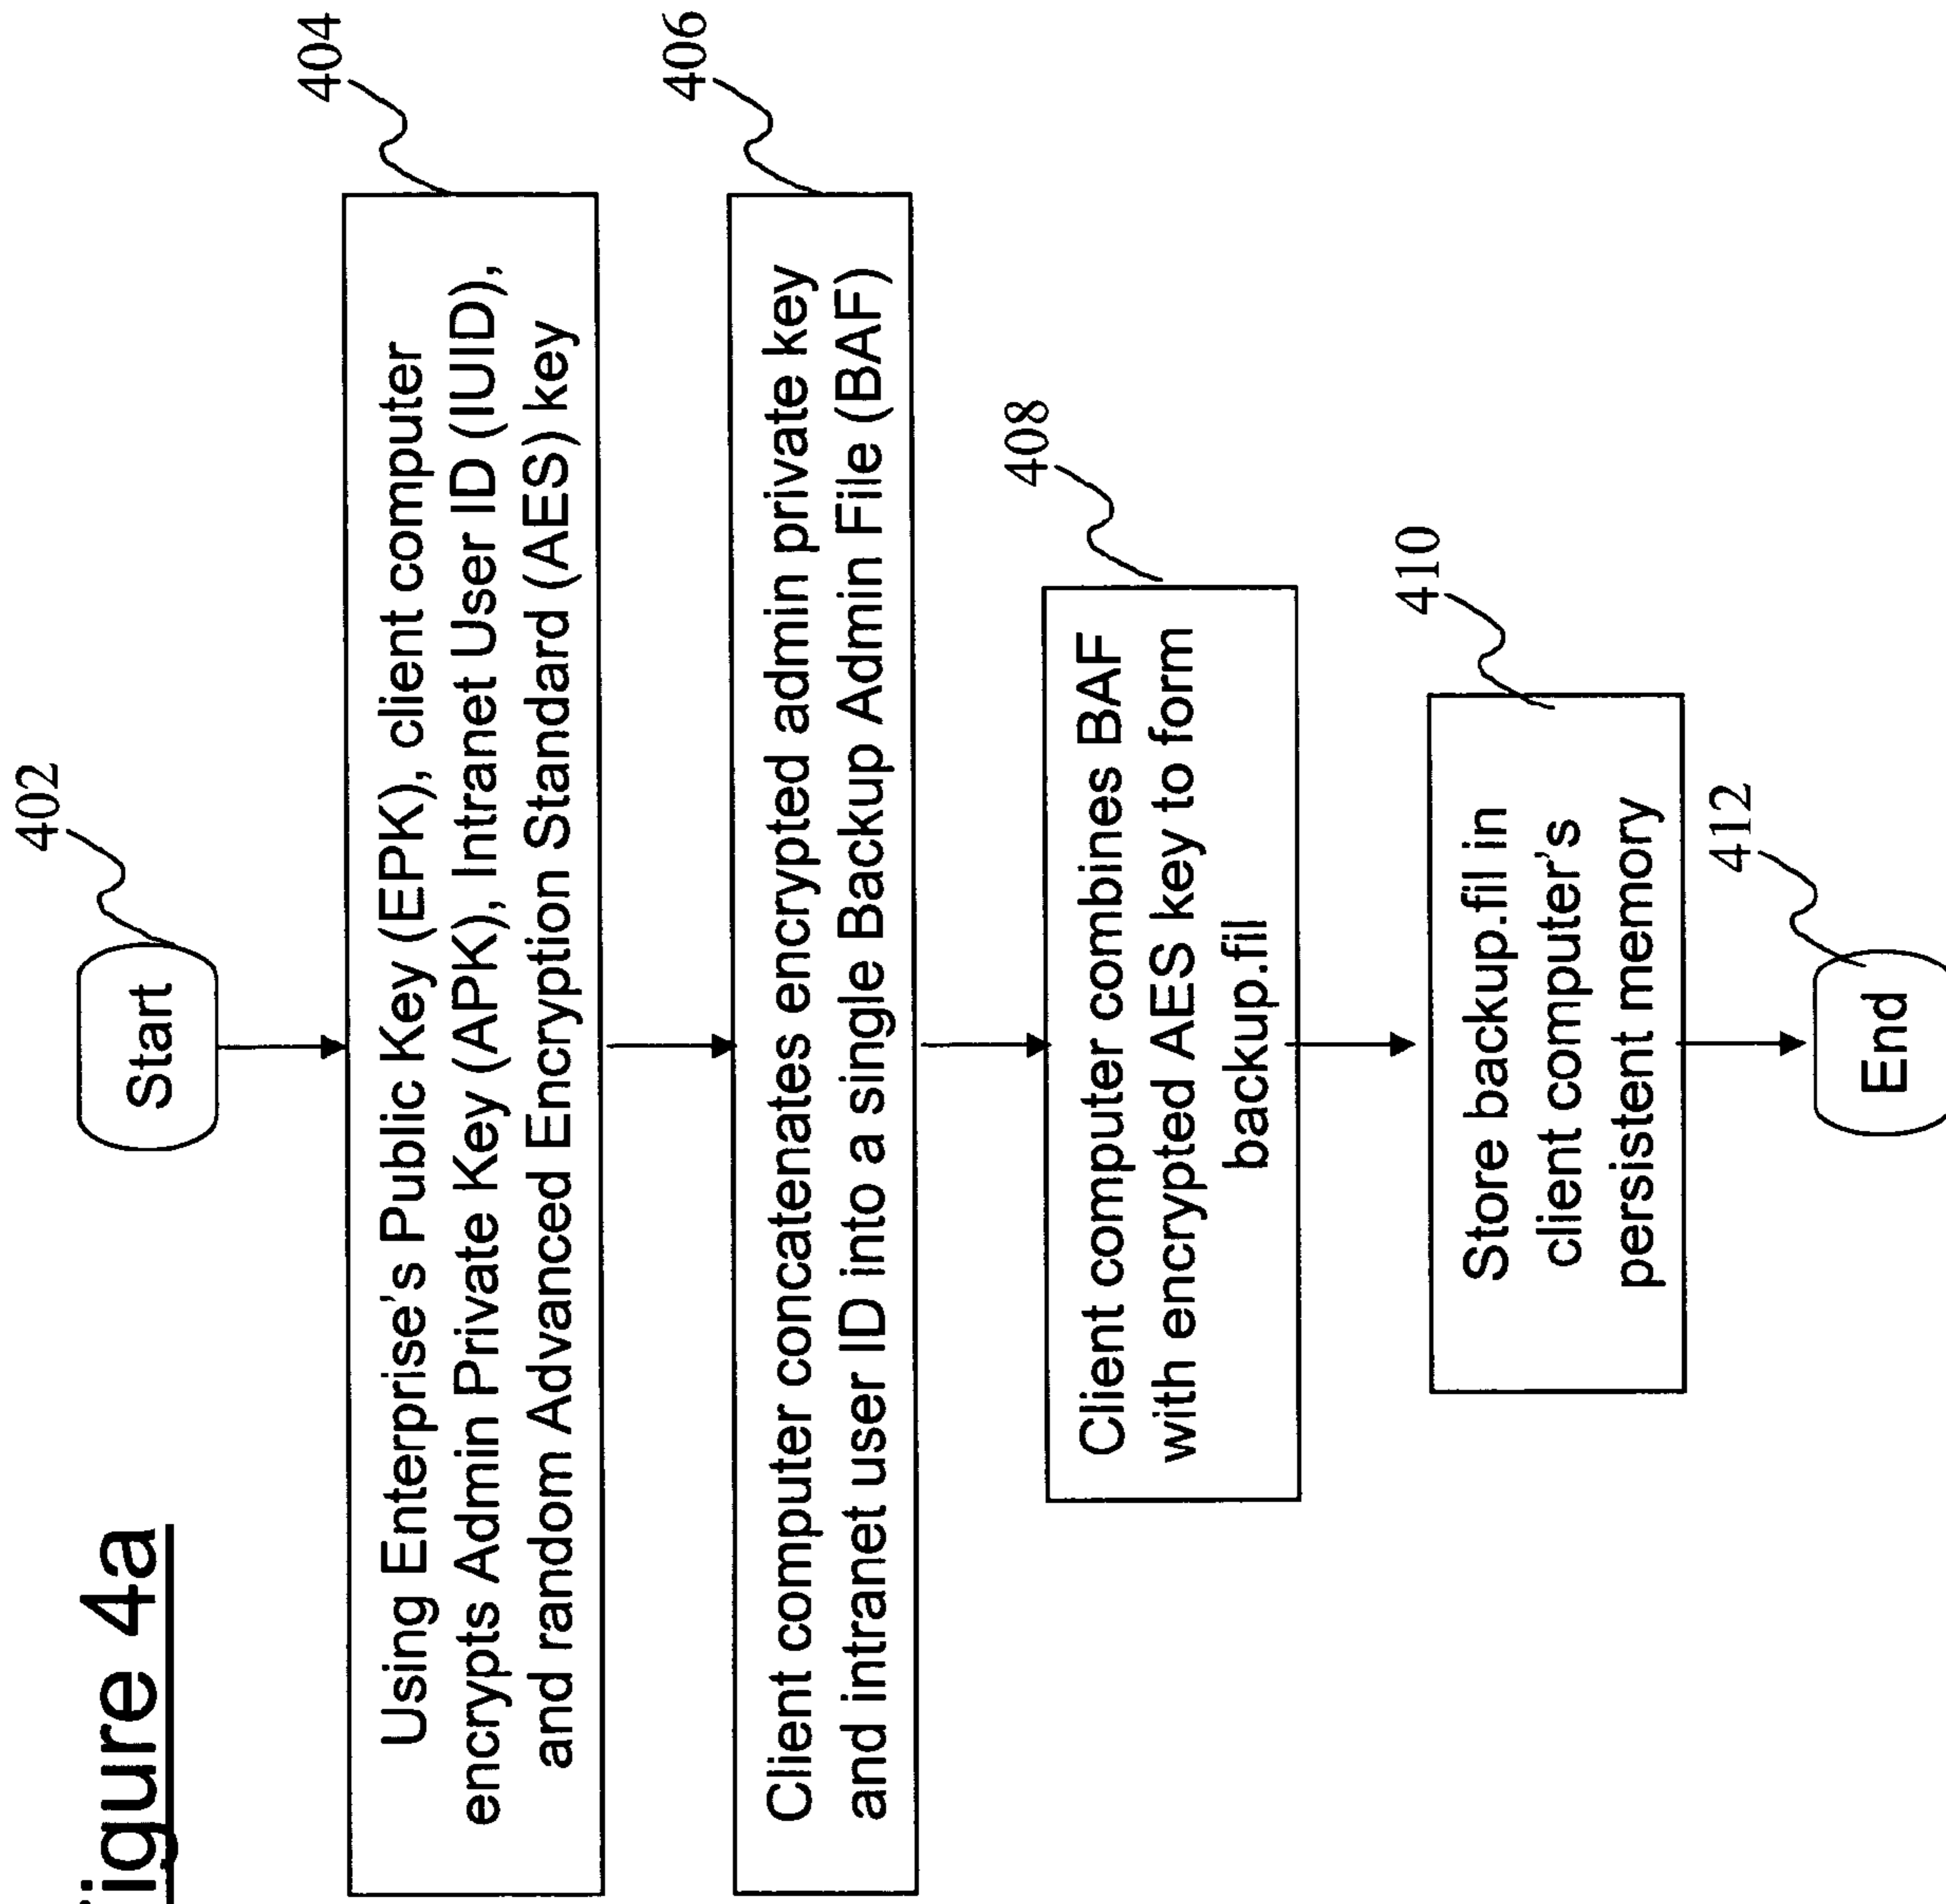 Figure 4a
402
Start
404
Using Enterprise's Public Key (EPK), client computer
encrypts Admin Private Key (APK), Intranet User ID (IUID),
and random Advanced Encryption Standard (AES) key
406
Client computer concatenates encrypted admin private key
and intranet user ID into a single Backup Admin File (BAF)
408
Client computer combines BAF
with encrypted AES key to form
backup.fil
410
Store backup.fil in
client computer's
persistent memory
412
End